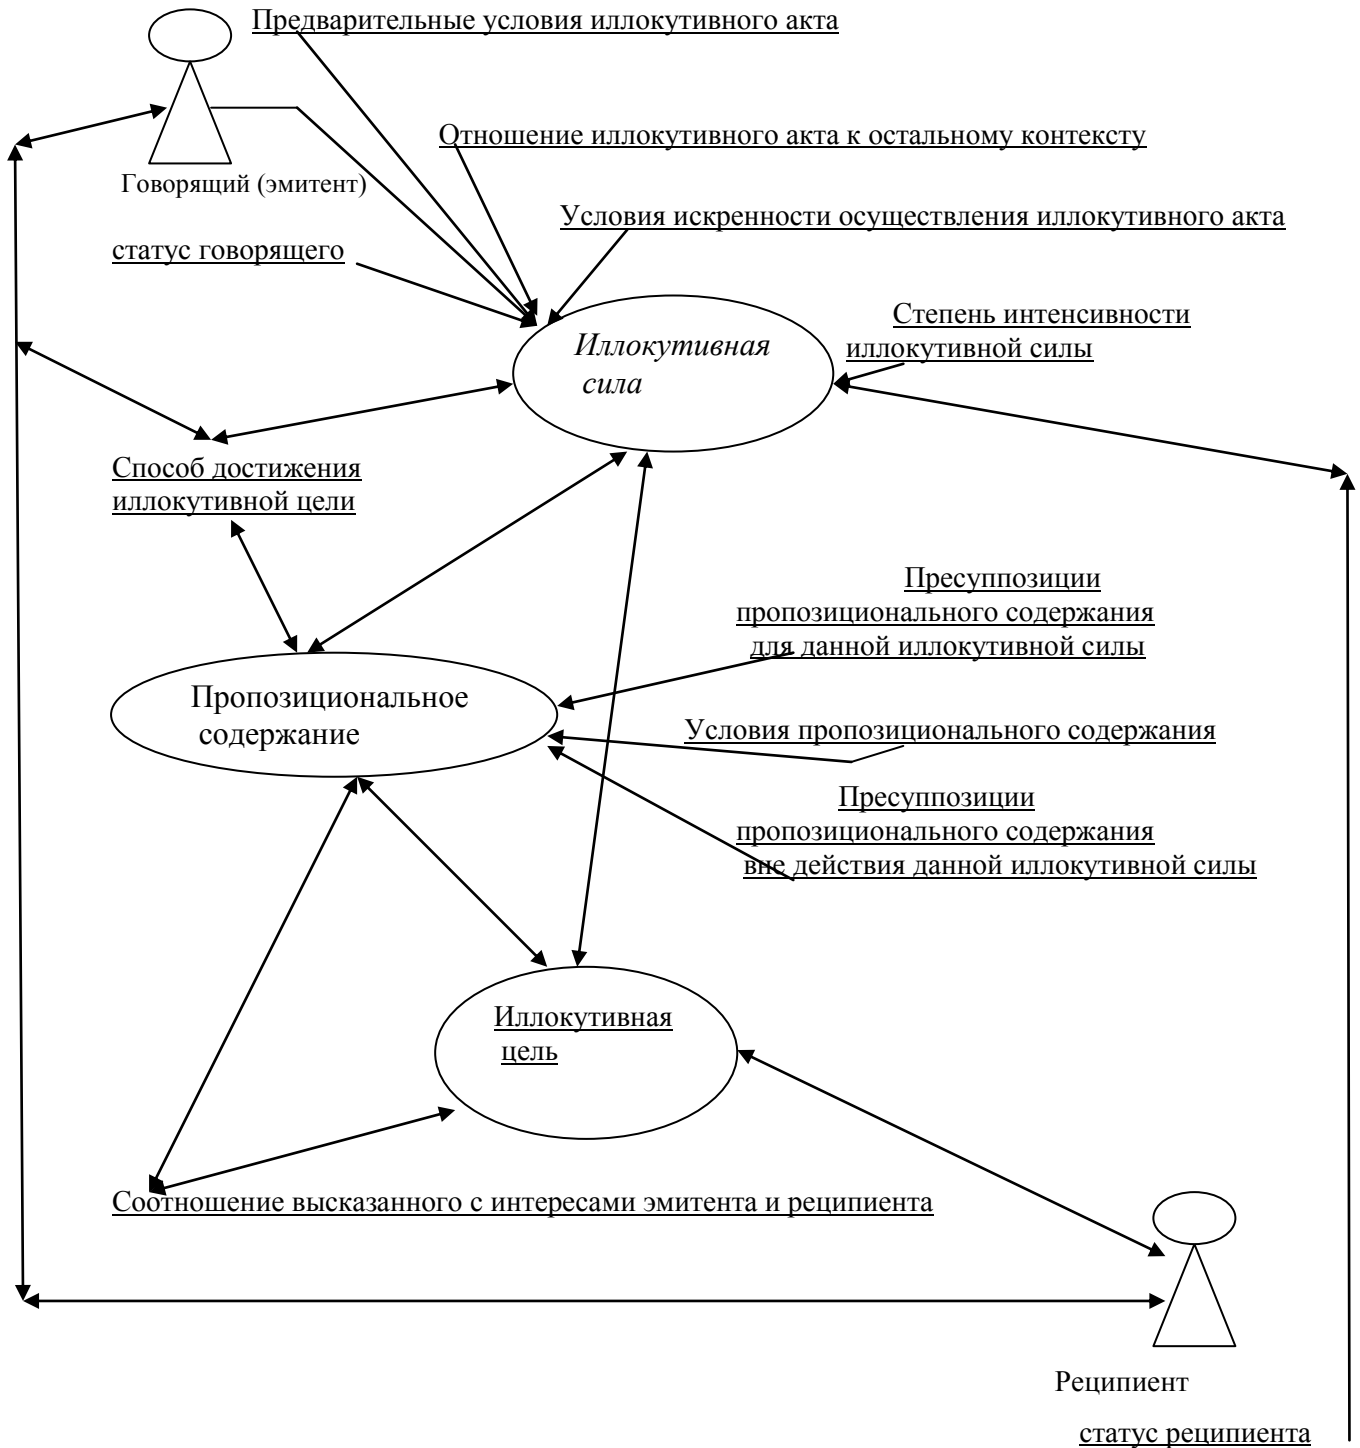 Предварительные условия иллокутивного акта
Отношение иллокутивного акта к остальному контексту
Говорящий (эмитент)
Условия искренности осуществления иллокутивного акта
статус говорящего
Степень интенсивности
иллокутивной силы
Иллокутивная
сила
Способ достижения
иллокутивной цели
Пресуппозиции
пропозиционального содержания
для данной иллокутивной силы
Пропозициональное
содержание
Условия пропозиционального содержания
Пресуппозиции
пропозиционального содержания
вне действия данной иллокутивной силы
Иллокутивная
цель
Соотношение высказанного с интересами эмитента и реципиента
Реципиент
статус реципиента